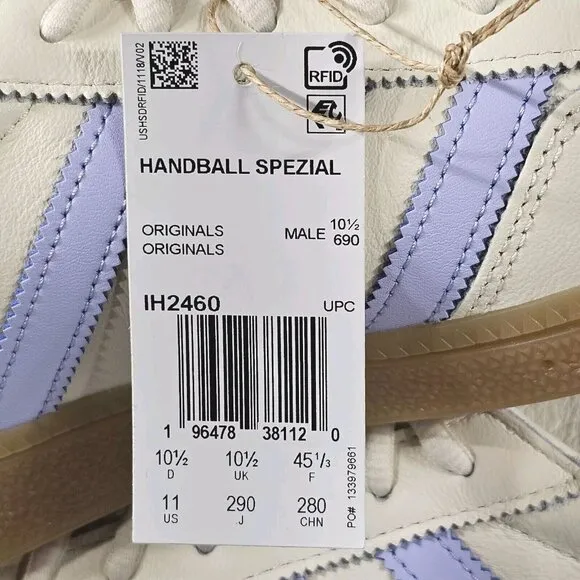 USHSDRFID/1118/V02
RFID
HANDBALL SPEZIAL
ORIGINALS
ORIGINALS
MALE 10½
690
IH2460
UPC
1 96478 38112 0
10½ 10½ 45⅓
D UK F
11 290 280
US J CHN
PO#: 133979661